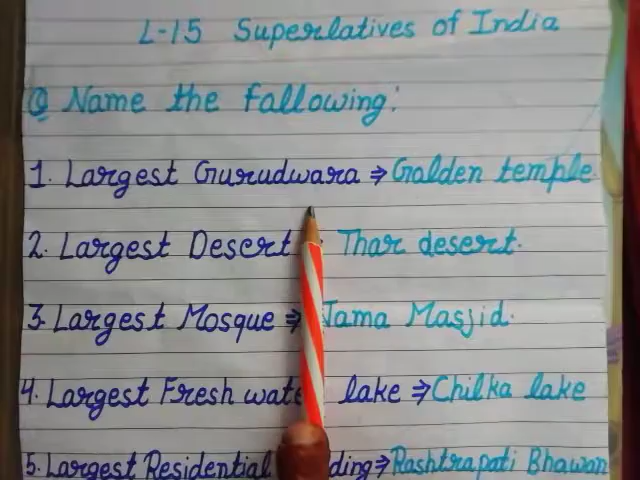 L-15 Superlatives of India
Q Name the fallowing:
1. Largest Gurudwara ⇒ Golden temple.
2. Largest Desert Thar desert.
3. Largest Mosque ⇒ Jama Masjid.
4. Largest Fresh lake ⇒ Chilka lake
5. Largest Residential ⇒ Rashtrapati Bhawan